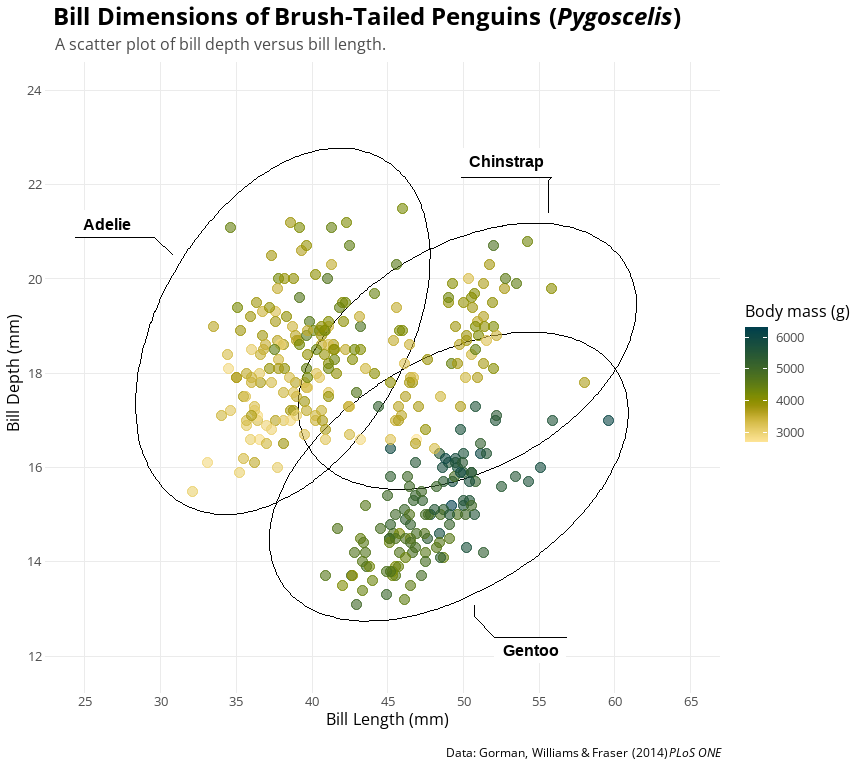 Bill Dimensions of Brush-Tailed Penguins (Pygoscelis)
A scatter plot of bill depth versus bill length.
24
22
20
18
16
14
12
Bill Depth (mm)
Chinstrap
Adelie
Gentoo
Body mass (g)
6000
5000
4000
3000
25 30 35 40 45 50 55 60 65
Bill Length (mm)
Data: Gorman, Williams & Fraser (2014) PLoS ONE